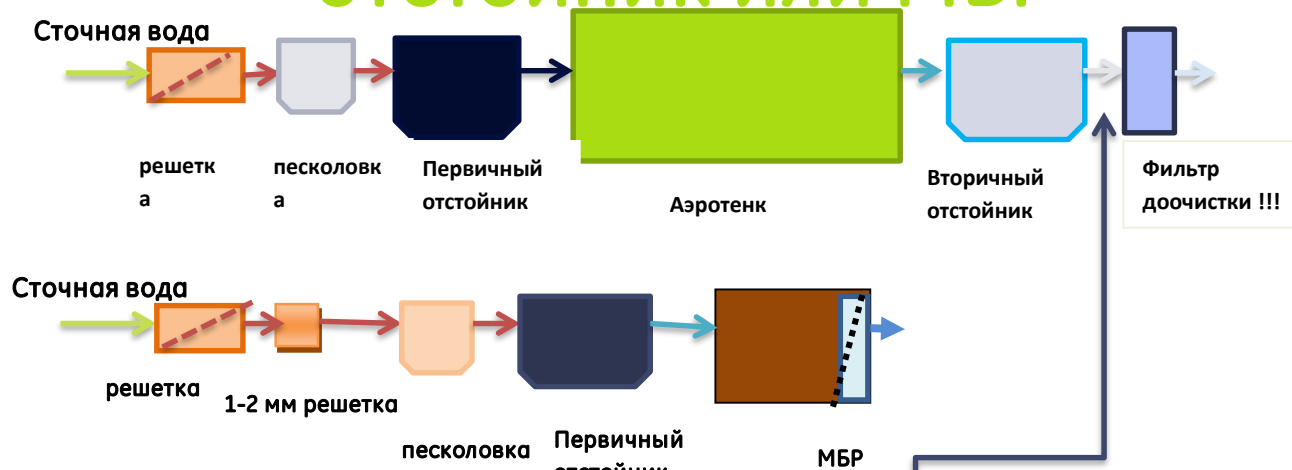 Сточная вода
решетк
а
песколовк
а
Первичный
отстойник
Аэротенк
Вторичный
отстойник
Фильтр
доочистки !!!
Сточная вода
решетка
1-2 мм решетка
песколовка
Первичный
отстойник
МБР